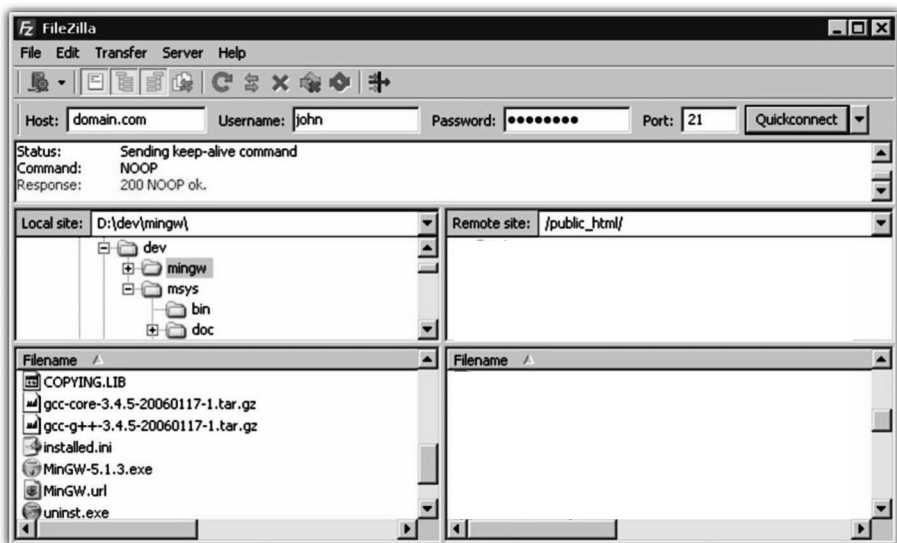 FileZilla
File Edit Transfer Server Help
Host: domain.com Username: john Password: ●●●●●●●● Port: 21 Quickconnect
Status: Sending keep-alive command
Command: NOOP
Response: 200 NOOP ok.
Local site: D:\dev\mingw\ Remote site: /public_html/
dev
mingw
msys
bin
doc
Filename Filename
COPYING.LIB
gcc-core-3.4.5-20060117-1.tar.gz
gcc-g++-3.4.5-20060117-1.tar.gz
installed.ini
MinGW-5.1.3.exe
MinGW.url
uninst.exe